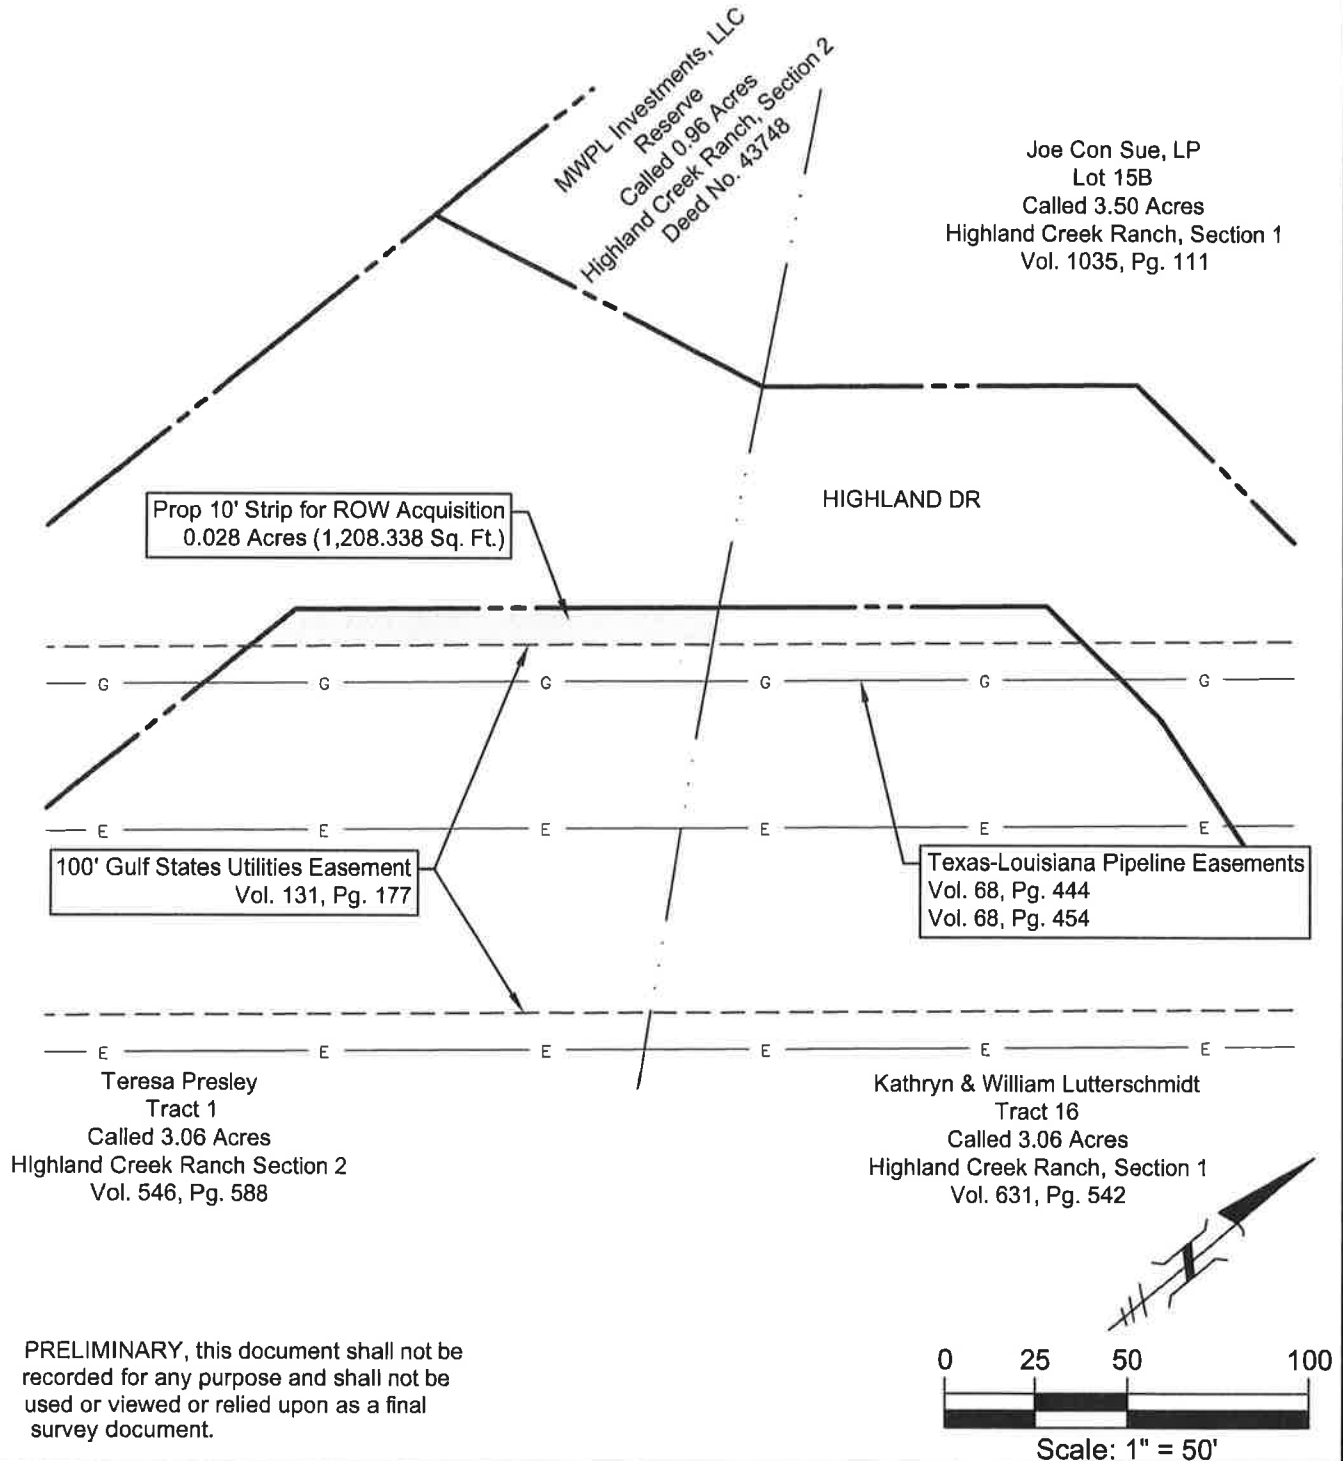 MWPL Investments, LLC
Reserve
Called 0.96 Acres
Highland Creek Ranch, Section 2
Deed No. 43748
Joe Con Sue, LP
Lot 15B
Called 3.50 Acres
Highland Creek Ranch, Section 1
Vol. 1035, Pg. 111
HIGHLAND DR
Prop 10' Strip for ROW Acquisition
0.028 Acres (1,208.338 Sq. Ft.)
G G G G G G
E E E E E E
100' Gulf States Utilities Easement
Vol. 131, Pg. 177
Texas-Louisiana Pipeline Easements
Vol. 68, Pg. 444
Vol. 68, Pg. 454
E E E E E E
Teresa Presley
Tract 1
Called 3.06 Acres
Highland Creek Ranch Section 2
Vol. 546, Pg. 588
Kathryn & William Lutterschmidt
Tract 16
Called 3.06 Acres
Highland Creek Ranch, Section 1
Vol. 631, Pg. 542
N
PRELIMINARY, this document shall not be
recorded for any purpose and shall not be
used or viewed or relied upon as a final
survey document.
0 25 50 100
Scale: 1" = 50'